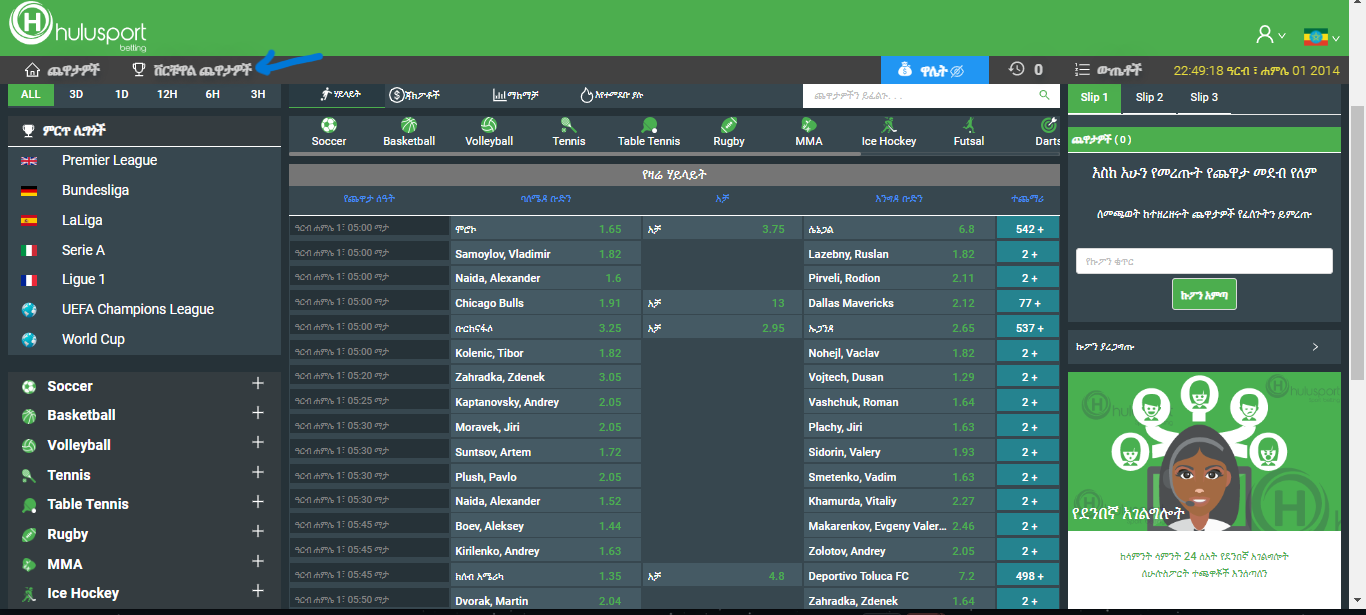 hulusport
betting
ጨዋታዎች
ቨርቹዋል ጨዋታዎች
ዋሌት
0
ውጤቶች
22:49:18 ዓርብ ፣ ሐምሌ 01 2014
ALL 3D 1D 12H 6H 3H
ምርጥ ሊግኦች
Premier League
Bundesliga
LaLiga
Serie A
Ligue 1
UEFA Champions League
World Cup
Soccer +
Basketball +
Volleyball +
Tennis +
Table Tennis +
Rugby +
MMA +
Ice Hockey +
ሃይላይት
ጃክፖቶች
ማከማቻ
ጨዋታዎችን ይፈልጉ. . .
Soccer
Basketball
Volleyball
Tennis
Table Tennis
Rugby
MMA
Ice Hockey
Futsal
Darts
የዛሬ ሃይላይት
የጨዋታ ሰዓት ባለሜዳ ቡድን አቻ እንግዳ ቡድን ተጨማሪ
ዓርብ ሐምሌ 1 05:00 ማታ ሞሮኮ 1.65 አቻ 3.75 ሴኔጋል 6.8 542 +
ዓርብ ሐምሌ 1 05:00 ማታ Samoylov, Vladimir 1.82 Lazebny, Ruslan 1.82 2 +
ዓርብ ሐምሌ 1 05:00 ማታ Naida, Alexander 1.6 Pirveli, Rodion 2.11 2 +
ዓርብ ሐምሌ 1 05:00 ማታ Chicago Bulls 1.91 አቻ 13 Dallas Mavericks 2.12 77 +
ዓርብ ሐምሌ 1 05:00 ማታ ቡርኪናፋሶ 3.25 አቻ 2.95 ኡጋንዳ 2.65 537 +
ዓርብ ሐምሌ 1 05:00 ማታ Kolenic, Tibor 1.82 Nohejl, Vaclav 1.82 2 +
ዓርብ ሐምሌ 1 05:20 ማታ Zahradka, Zdenek 3.05 Vojtech, Dusan 1.29 2 +
ዓርብ ሐምሌ 1 05:25 ማታ Kaptanovsky, Andrey 2.05 Vashchuk, Roman 1.64 2 +
ዓርብ ሐምሌ 1 05:30 ማታ Moravek, Jiri 2.05 Plachy, Jiri 1.63 2 +
ዓርብ ሐምሌ 1 05:30 ማታ Suntsov, Artem 1.72 Sidorin, Valery 1.93 2 +
ዓርብ ሐምሌ 1 05:30 ማታ Plush, Pavlo 2.05 Smetenko, Vadim 1.63 2 +
ዓርብ ሐምሌ 1 05:30 ማታ Naida, Alexander 1.52 Khamurda, Vitaliy 2.27 2 +
ዓርብ ሐምሌ 1 05:45 ማታ Boev, Aleksey 1.44 Makarenkov, Evgeny Valer... 2.46 2 +
ዓርብ ሐምሌ 1 05:45 ማታ Kirilenko, Andrey 1.63 Zolotov, Andrey 2.05 2 +
ዓርብ ሐምሌ 1 05:45 ማታ ክለብ አሜሪካ 1.35 አቻ 4.8 Deportivo Toluca FC 7.2 498 +
ዓርብ ሐምሌ 1 05:50 ማታ Dvorak, Martin 2.04 Zahradka, Zdenek 1.64 2 +
Slip 1 Slip 2 Slip 3
ጨዋታዎች ( 0 )
እስከ አሁን የመረጡት የጨዋታ መደብ የለም
ለመጫወት ከተዘረዘሩት ጨዋታዎች የፈለጉትን ይምረጡ
የኩፖን ቁጥር
ኩፖን አምጣ
ኩፖን ያረጋግጡ
hulusport
የደንበኛ አገልግሎት
ከሳምንት ሳምንት 24 ሰአት የደንበኛ አገልግሎት
ለሁሉስፖርት ተጫዋቾች እንሰጣለን